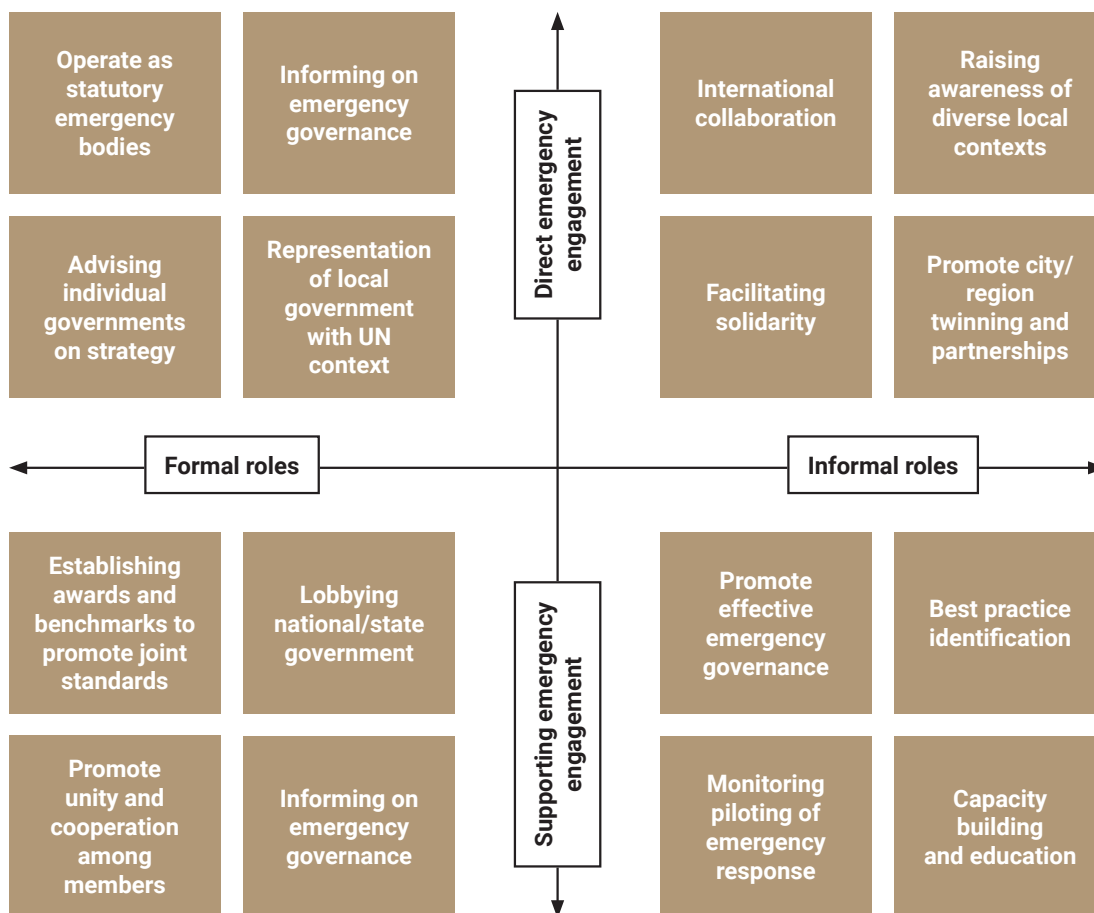 Operate as
statutory
emergency
bodies
Informing on
emergency
governance
International
collaboration
Raising
awareness of
diverse local
contexts
Direct emergency
engagement
Advising
individual
governments
on strategy
Representation
of local
government
with UN
context
Facilitating
solidarity
Promote city/
region
twinning and
partnerships
Formal roles
Informal roles
Establishing
awards and
benchmarks to
promote joint
standards
Lobbying
national/state
government
Promote
effective
emergency
governance
Best practice
identification
Supporting emergency
engagement
Promote
unity and
cooperation
among
members
Informing on
emergency
governance
Monitoring
piloting of
emergency
response
Capacity
building
and education